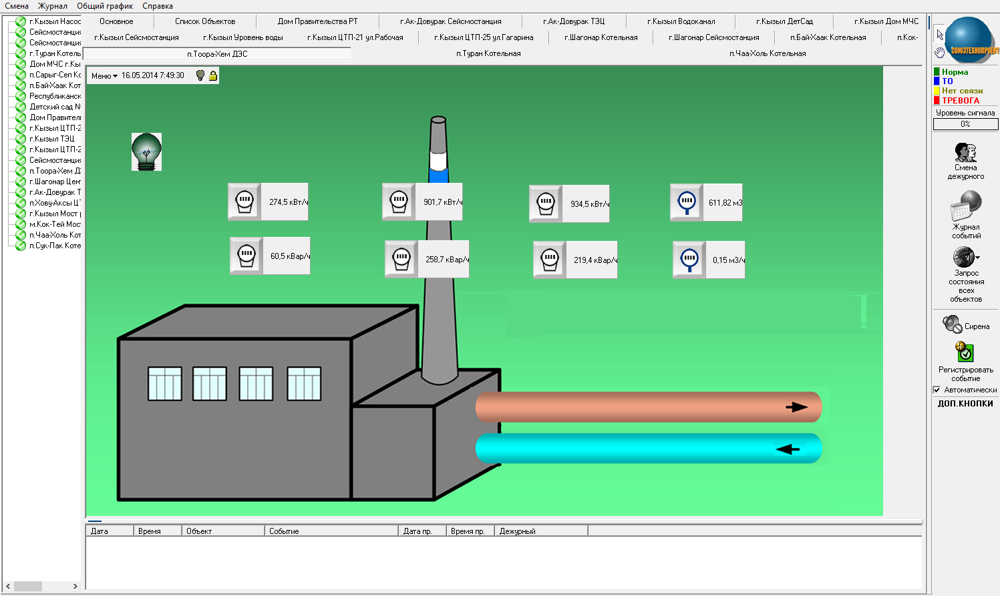 Смена Журнал Общий график Справка
г.Кызыл Насос
Сейсмостанция
Сейсмостанция
г.Туран Котель
Дом МЧС г.Кы
п.Сарыг-Сеп Ко
п.Бай-Хаак Кот
Республиканск
Детский сад №
Дом Правител
г.Кызыл ЦТП-2
г.Кызыл ТЭЦ
г.Кызыл ЦТП-2
Сейсмостанция
п.Тоора-Хем ДЭ
г.Шагонар Цен
г.Ак-Довурак Т
п.Хову-Аксы ЦТ
г.Кызыл Мост р
м.Кок-Тей Мос
п.Чаа-Холь Кот
п.Сук-Пак Коте
Основное Список Объектов Дом Правительства РТ г.Ак-Довурак Сейсмостанция г.Ак-Довурак ТЭЦ г.Кызыл Водоканал г.Кызыл ДетСад г.Кызыл Дом МЧС
г.Кызыл Сейсмостанция г.Кызыл Уровень воды г.Кызыл ЦТП-21 ул.Рабочая г.Кызыл ЦТП-25 ул.Гагарина г.Шагонар Котельная г.Шагонар Сейсмостанция п.Бай-Хаак Котельная п.Кок-
п.Тоора-Хем ДЭС п.Туран Котельная п.Чаа-Холь Котельная
Меню 16.05.2014 7:49:30
274,5 кВт/ч 901,7 кВт/ч 934,5 кВт/ч 611,82 м3
60,5 кВар/ч 258,7 кВар/ч 219,4 кВар/ч 0,15 м3/ч
Дата Время Объект Событие Дата пр. Время пр. Дежурный
СОЮЗТЕХНОПРОЕКТ
Норма
ТО
Нет связи
ТРЕВОГА
Уровень сигнала
0%
Смена
дежурного
Журнал
событий
Запрос
состояния
всех
объектов
Сирена
Регистрировать
событие
Автоматически
ДОП.КНОПКИ